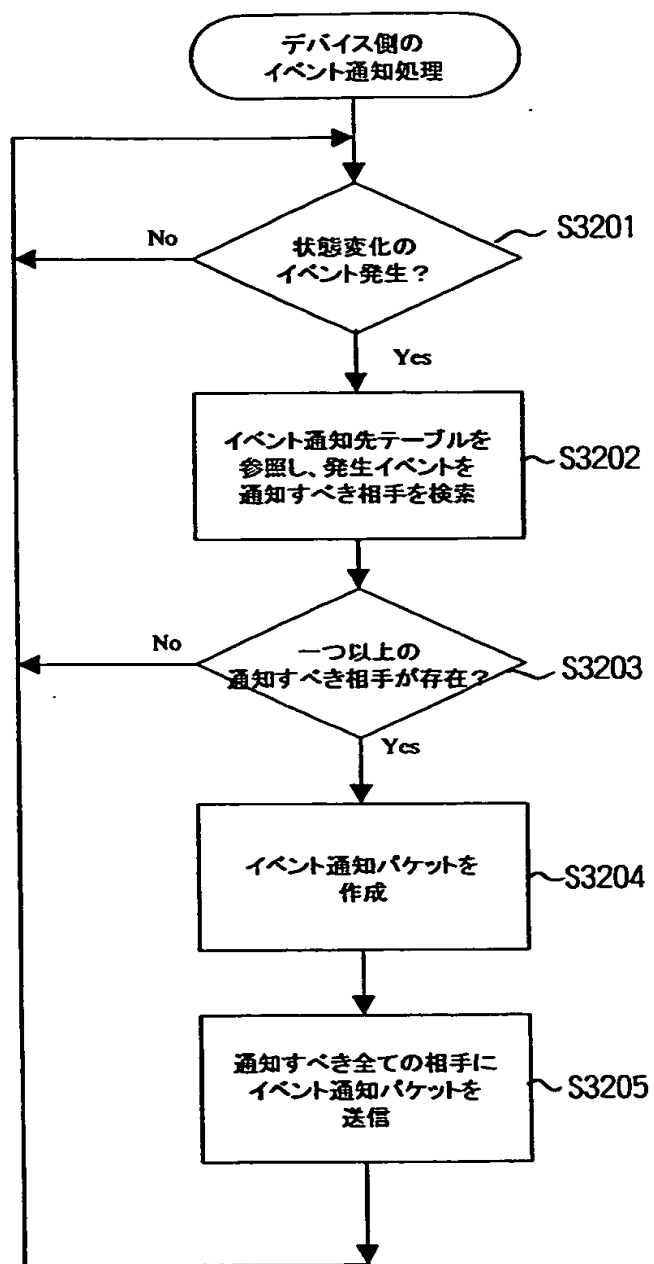 デバイス側の
イベント通知処理
No
状態変化の
イベント発生？
S3201
Yes
イベント通知先テーブルを
参照し、発生イベントを
通知すべき相手を検索
S3202
No
一つ以上の
通知すべき相手が存在？
S3203
Yes
イベント通知パケットを
作成
S3204
通知すべき全ての相手に
イベント通知パケットを
送信
S3205